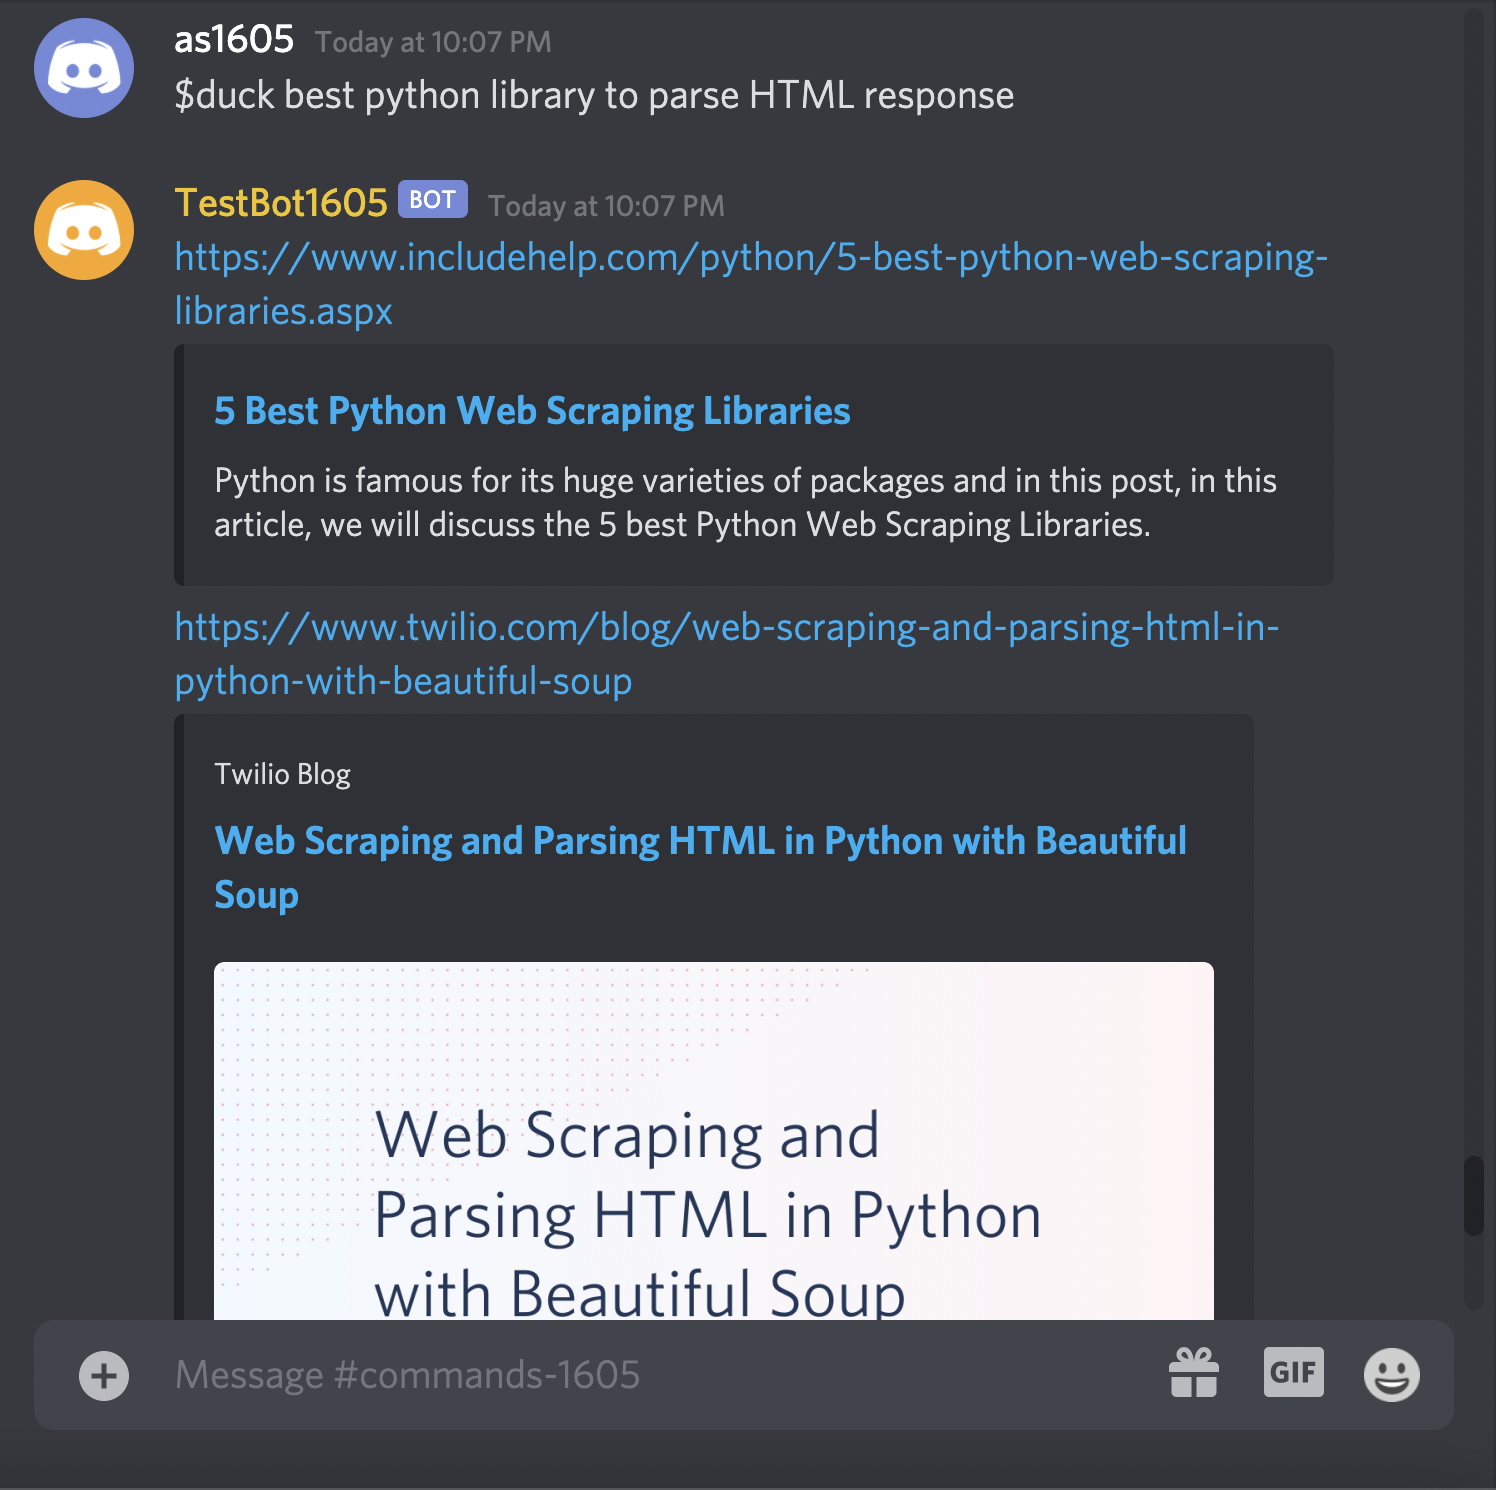 as1605 Today at 10:07 PM
$duck best python library to parse HTML response
TestBot1605 BOT Today at 10:07 PM
https://www.includehelp.com/python/5-best-python-web-scraping-
libraries.aspx
5 Best Python Web Scraping Libraries
Python is famous for its huge varieties of packages and in this post, in this
article, we will discuss the 5 best Python Web Scraping Libraries.
https://www.twilio.com/blog/web-scraping-and-parsing-html-in-
python-with-beautiful-soup
Twilio Blog
Web Scraping and Parsing HTML in Python with Beautiful
Soup
Web Scraping and
Parsing HTML in Python
with Beautiful Soup
Message #commands-1605
GIF